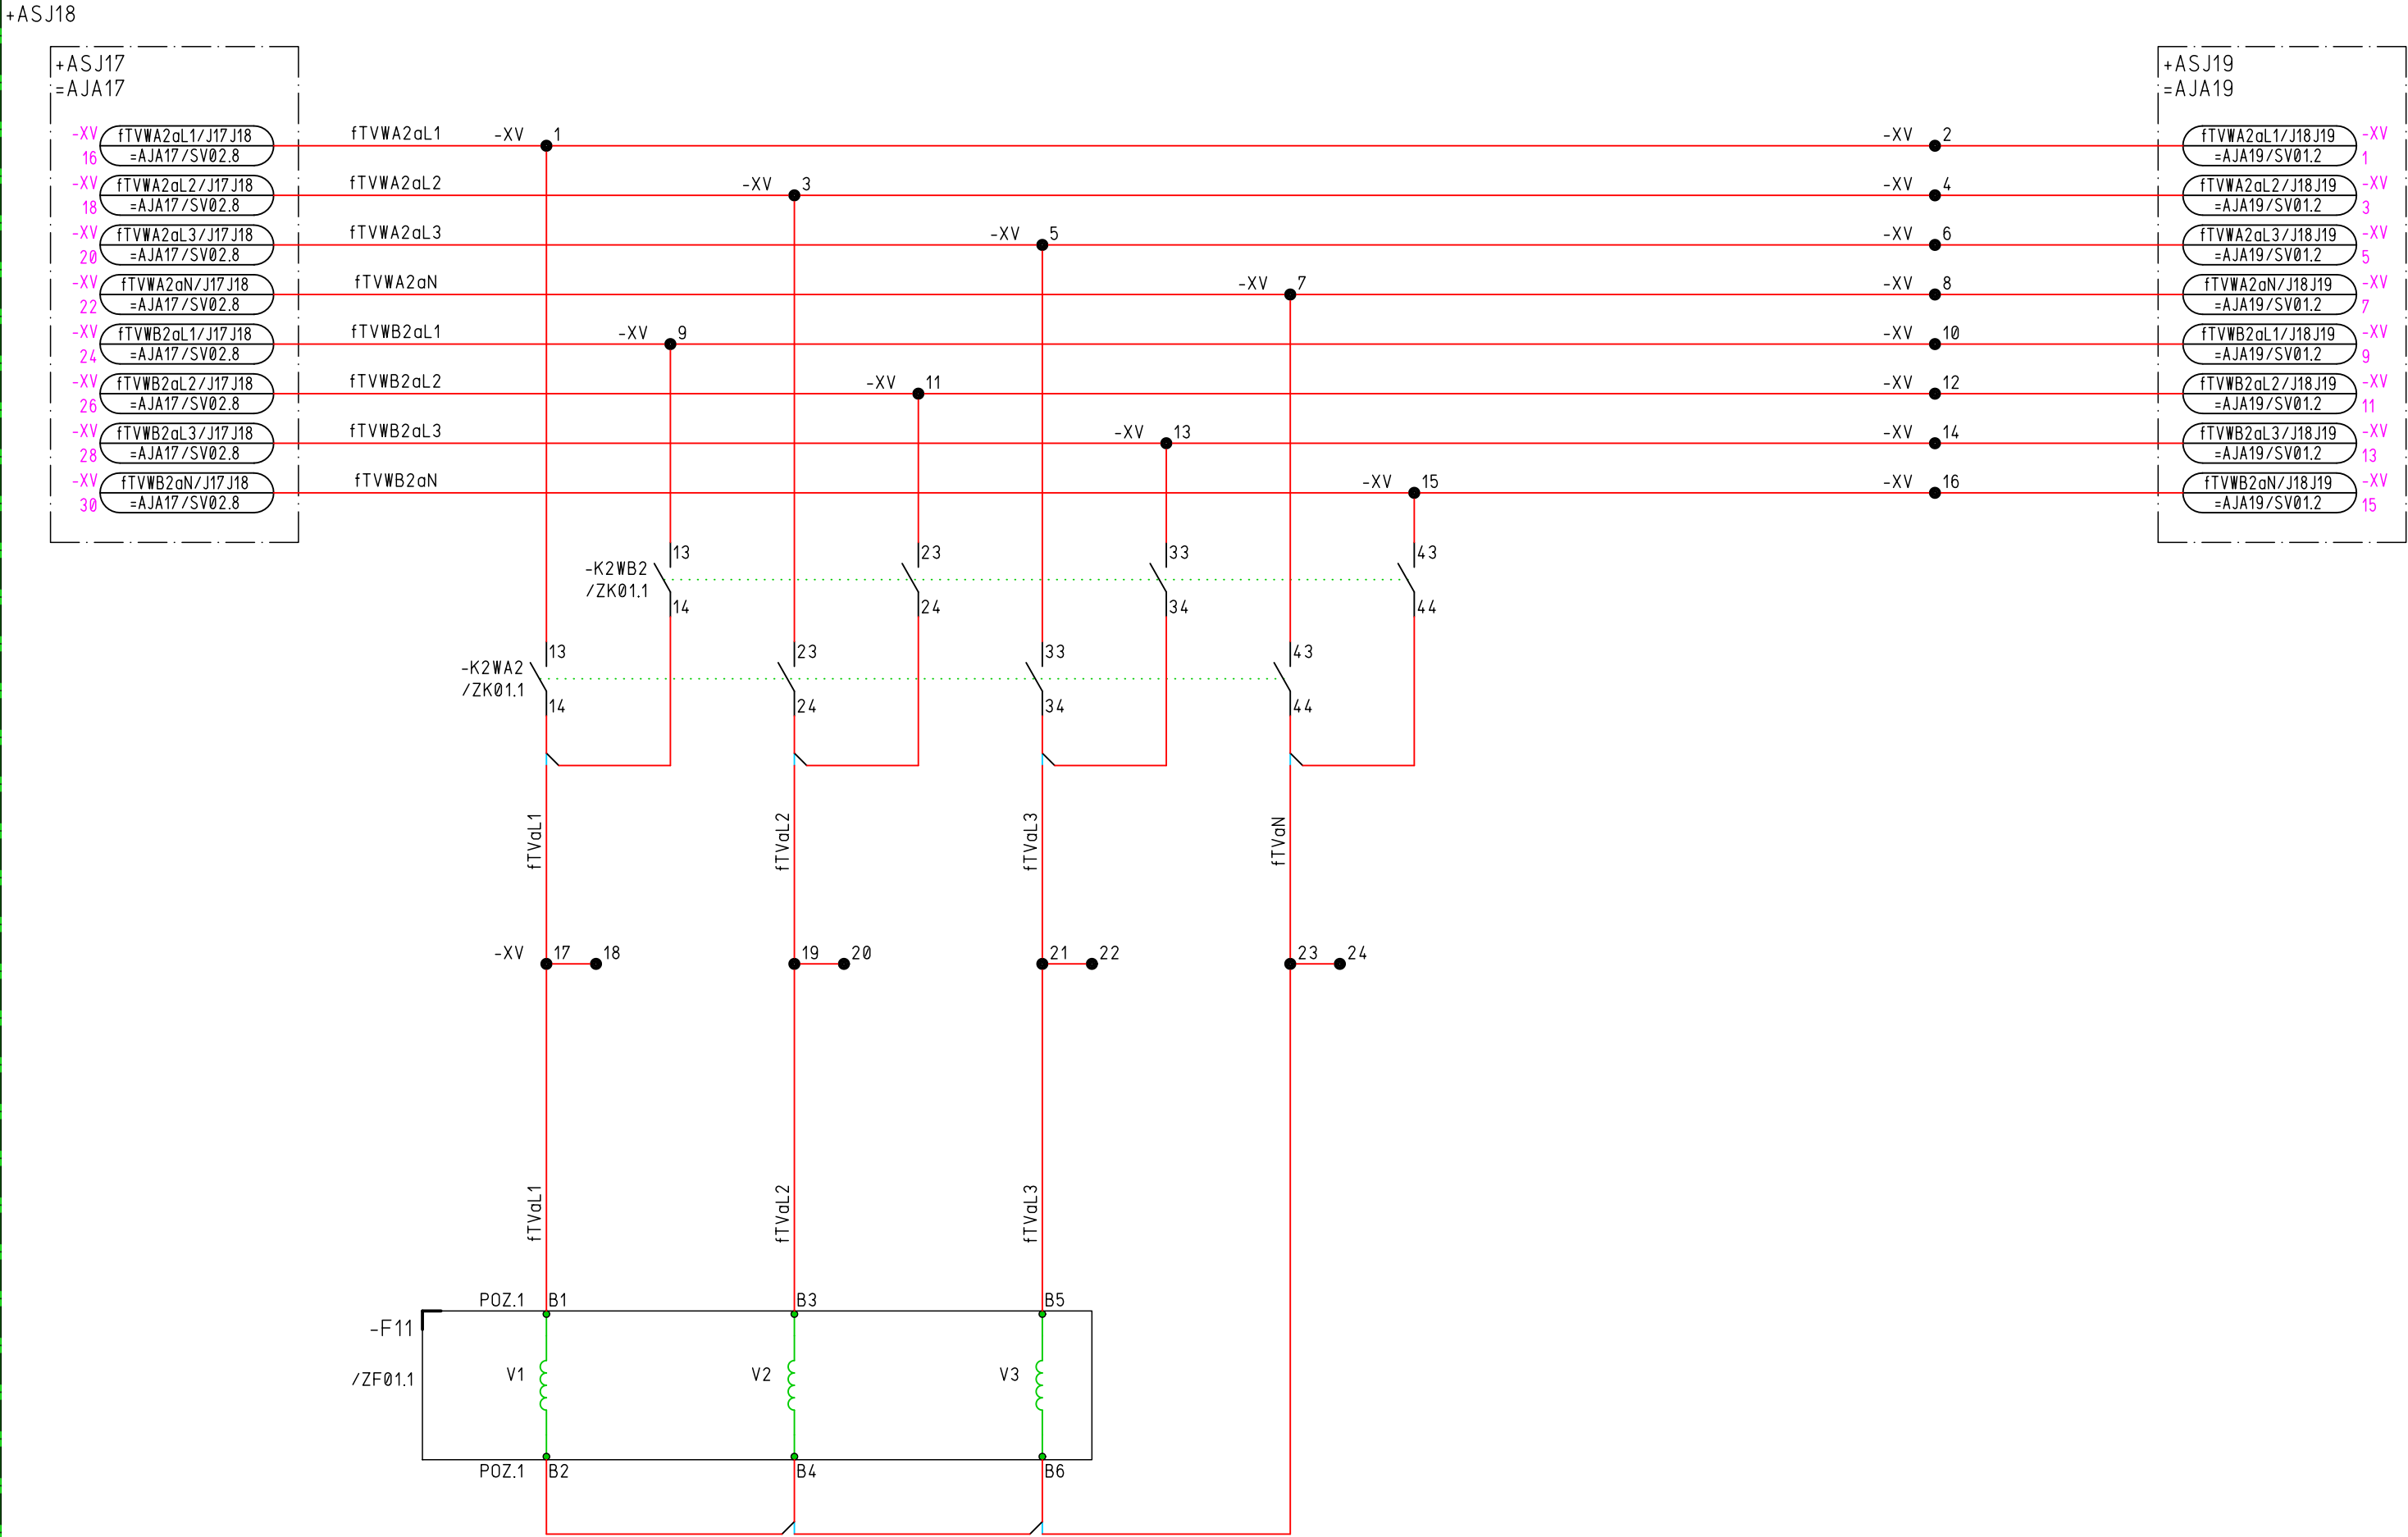 +ASJ18
+ASJ17
=AJA17
+ASJ19
=AJA19
-XV 16 fTVWA2aL1/J17J18 =AJA17/SV02.8 fTVWA2aL1 -XV 1 -XV 2 fTVWA2aL1/J18J19 =AJA19/SV01.2 -XV 1
-XV 18 fTVWA2aL2/J17J18 =AJA17/SV02.8 fTVWA2aL2 -XV 3 -XV 4 fTVWA2aL2/J18J19 =AJA19/SV01.2 -XV 3
-XV 20 fTVWA2aL3/J17J18 =AJA17/SV02.8 fTVWA2aL3 -XV 5 -XV 6 fTVWA2aL3/J18J19 =AJA19/SV01.2 -XV 5
-XV 22 fTVWA2aN/J17J18 =AJA17/SV02.8 fTVWA2aN -XV 7 -XV 8 fTVWA2aN/J18J19 =AJA19/SV01.2 -XV 7
-XV 24 fTVWB2aL1/J17J18 =AJA17/SV02.8 fTVWB2aL1 -XV 9 -XV 10 fTVWB2aL1/J18J19 =AJA19/SV01.2 -XV 9
-XV 26 fTVWB2aL2/J17J18 =AJA17/SV02.8 fTVWB2aL2 -XV 11 -XV 12 fTVWB2aL2/J18J19 =AJA19/SV01.2 -XV 11
-XV 28 fTVWB2aL3/J17J18 =AJA17/SV02.8 fTVWB2aL3 -XV 13 -XV 14 fTVWB2aL3/J18J19 =AJA19/SV01.2 -XV 13
-XV 30 fTVWB2aN/J17J18 =AJA17/SV02.8 fTVWB2aN -XV 15 -XV 16 fTVWB2aN/J18J19 =AJA19/SV01.2 -XV 15
13 23 33 43
-K2WB2
/ZK01.1
14 24 34 44
13 23 33 43
-K2WA2
/ZK01.1
14 24 34 44
fTVaL1 fTVaL2 fTVaL3 fTVaN
-XV 17 18 19 20 21 22 23 24
fTVaL1 fTVaL2 fTVaL3
POZ.1 B1 B3 B5
-F11
V1 V2 V3
/ZF01.1
POZ.1 B2 B4 B6